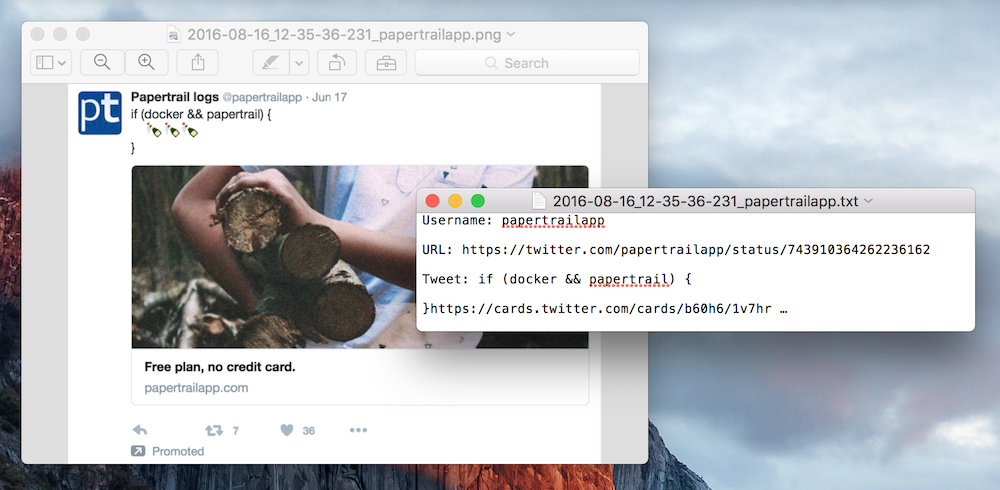 2016-08-16_12-35-36-231_papertrailapp.png
Search
pt
Papertrail logs @papertrailapp · Jun 17
if (docker && papertrail) {
🍾🍾🍾
}
Free plan, no credit card.
papertrailapp.com
7 36 •••
Promoted
2016-08-16_12-35-36-231_papertrailapp.txt
Username: papertrailapp
URL: https://twitter.com/papertrailapp/status/743910364262236162
Tweet: if (docker && papertrail) {
}https://cards.twitter.com/cards/b60h6/1v7hr …